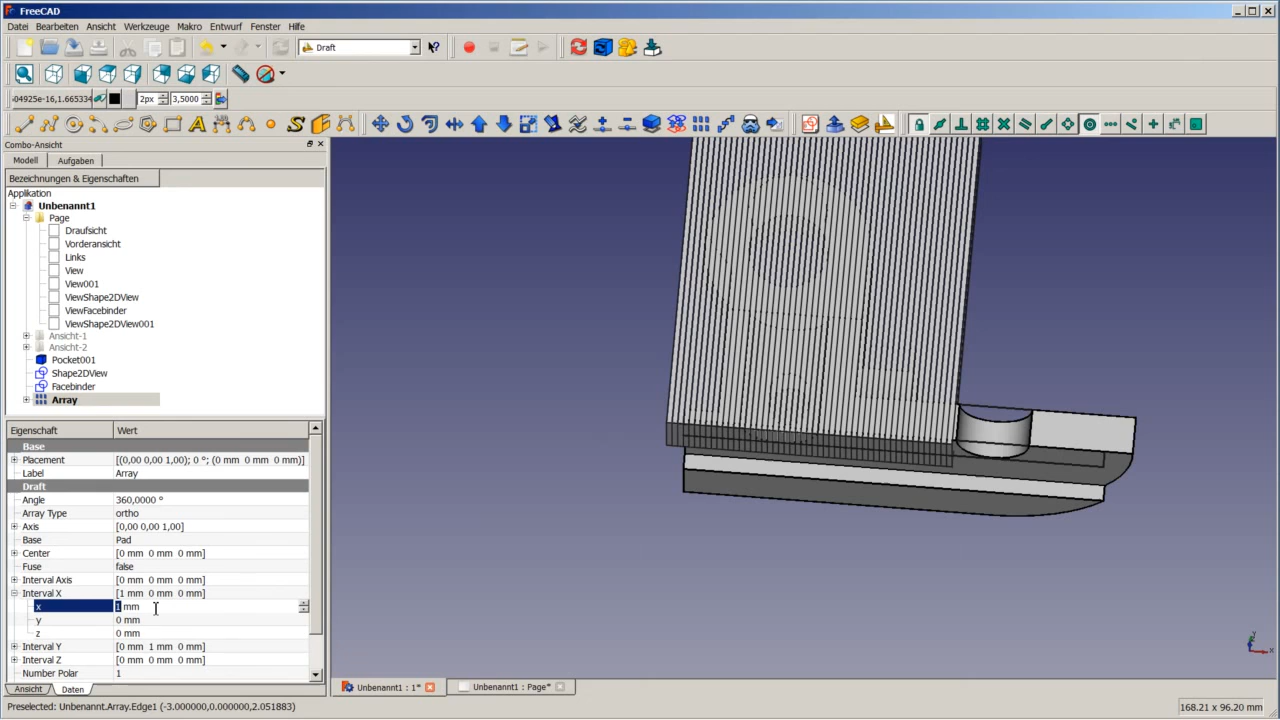 FreeCAD
Datei Bearbeiten Ansicht Werkzeuge Makro Entwurf Fenster Hilfe
Draft
04925e-16,1.665334 2px 3,5000
Combo-Ansicht
Modell Aufgaben
Bezeichnungen & Eigenschaften
Applikation
Unbenannt1
Page
Draufsicht
Vorderansicht
Links
View
View001
ViewShape2DView
ViewFacebinder
ViewShape2DView001
Ansicht-1
Ansicht-2
Pocket001
Shape2DView
Facebinder
Array
Eigenschaft Wert
Base
Placement [(0,00 0,00 1,00); 0 °; (0 mm 0 mm 0 mm)]
Label Array
Draft
Angle 360,0000 °
Array Type ortho
Axis [0,00 0,00 1,00]
Base Pad
Center [0 mm 0 mm 0 mm]
Fuse false
Interval Axis [0 mm 0 mm 0 mm]
Interval X [1 mm 0 mm 0 mm]
x 1 mm
y 0 mm
z 0 mm
Interval Y [0 mm 1 mm 0 mm]
Interval Z [0 mm 0 mm 0 mm]
Number Polar 1
Ansicht Daten
Unbenannt1 : 1* Unbenannt1 : Page*
Preselected: Unbenannt.Array.Edge1 (-3.000000,0.000000,2.051883) 168.21 x 96.20 mm